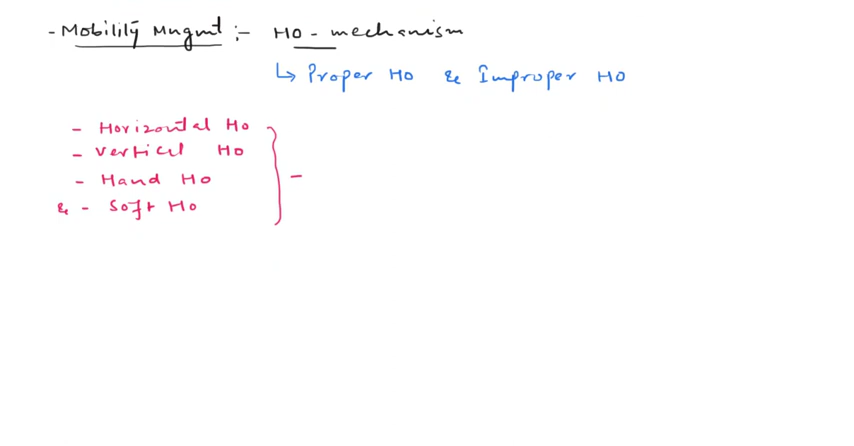 - Mobility Mngmt :- HO - mechanism
↳ Proper HO & Improper HO
- Horizontal HO
- Vertical HO
- Hand HO
& - Soft HO